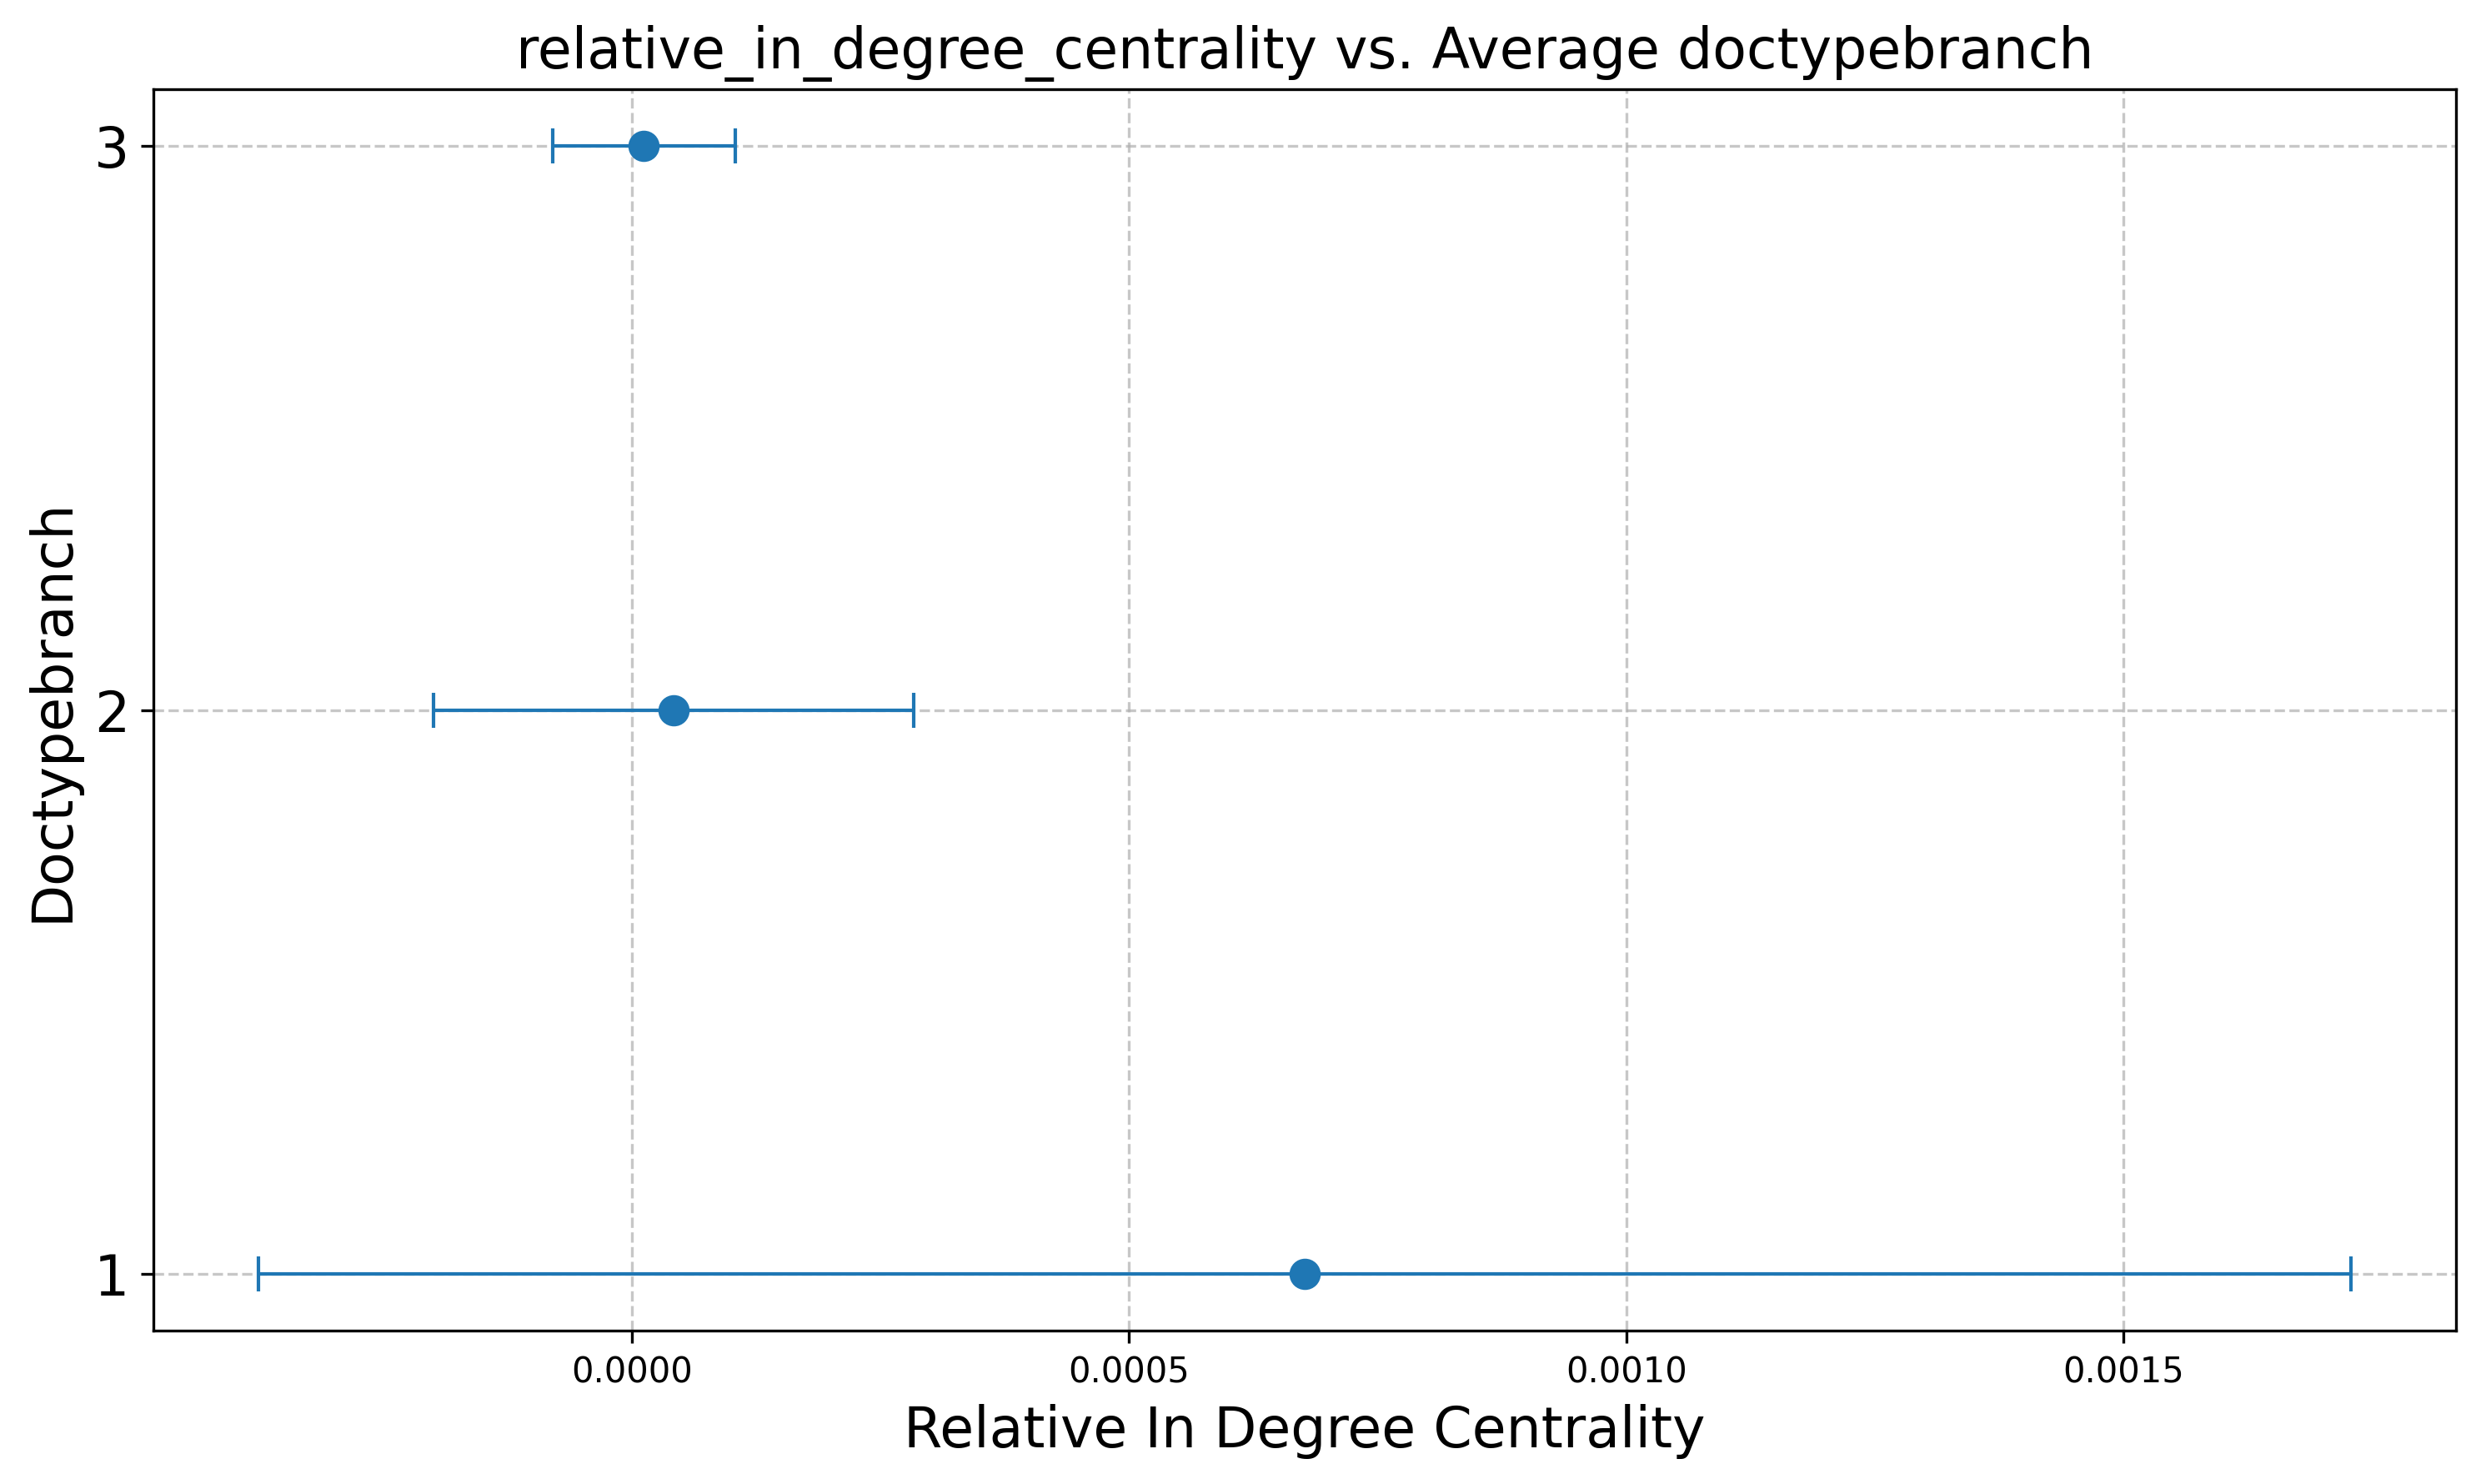 relative_in_degree_centrality vs. Average doctypebranch
3
2
1
Doctypebranch
0.0000 0.0005 0.0010 0.0015
Relative In Degree Centrality